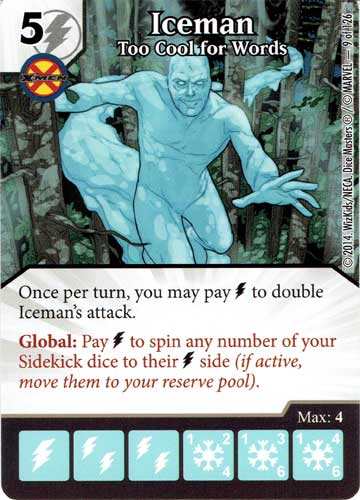 5
Iceman
Too Cool for Words
X-MEN
©2014, WizKids/NECA. Dice Masters © / © MARVEL — 9 of 126
Once per turn, you may pay to double
Iceman's attack.
Global: Pay to spin any number of your
Sidekick dice to their side (if active,
move them to your reserve pool).
Max: 4
1 2 4
1 3 6
1 4 6